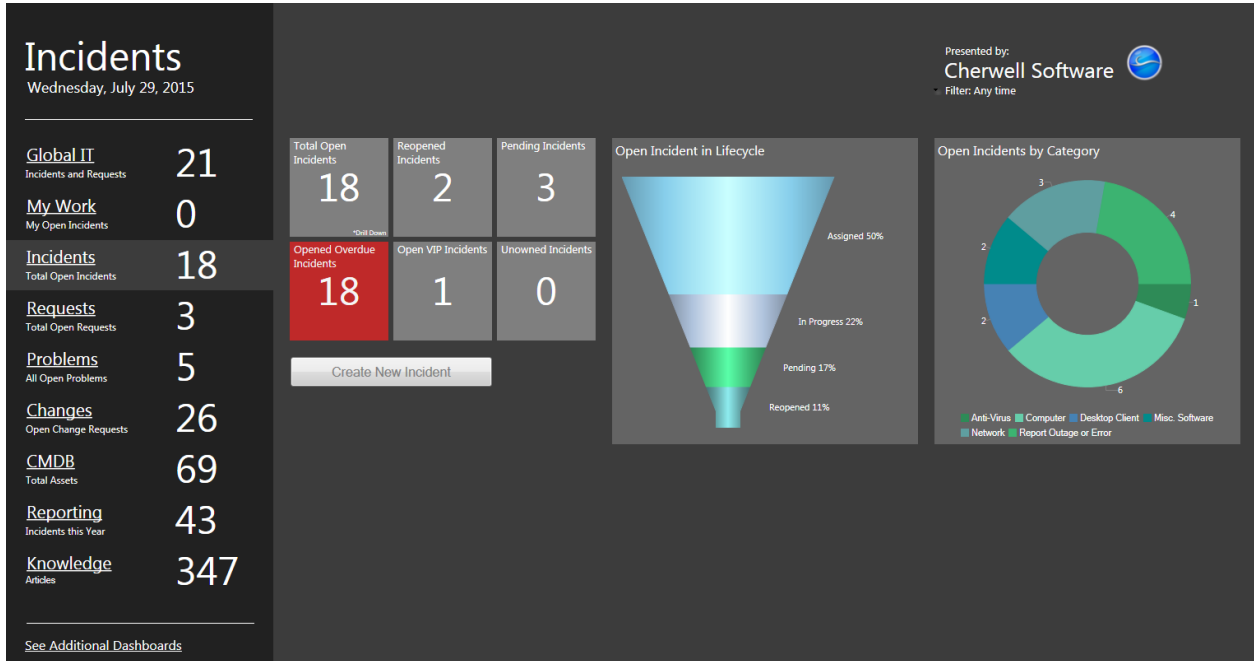 Incidents
Wednesday, July 29, 2015
Global IT
Incidents and Requests
21
My Work
My Open Incidents
0
Incidents
Total Open Incidents
18
Requests
Total Open Requests
3
Problems
All Open Problems
5
Changes
Open Change Requests
26
CMDB
Total Assets
69
Reporting
Incidents this Year
43
Knowledge
Articles
347
See Additional Dashboards
Presented by:
Cherwell Software
Filter: Any time
Total Open
Incidents
18
*Drill Down
Reopened
Incidents
2
Pending Incidents
3
Opened Overdue
Incidents
18
Open VIP Incidents
1
Unowned Incidents
0
Create New Incident
Open Incident in Lifecycle
Assigned 50%
In Progress 22%
Pending 17%
Reopened 11%
Open Incidents by Category
3
4
2
1
2
6
Anti-Virus Computer Desktop Client Misc. Software
Network Report Outage or Error